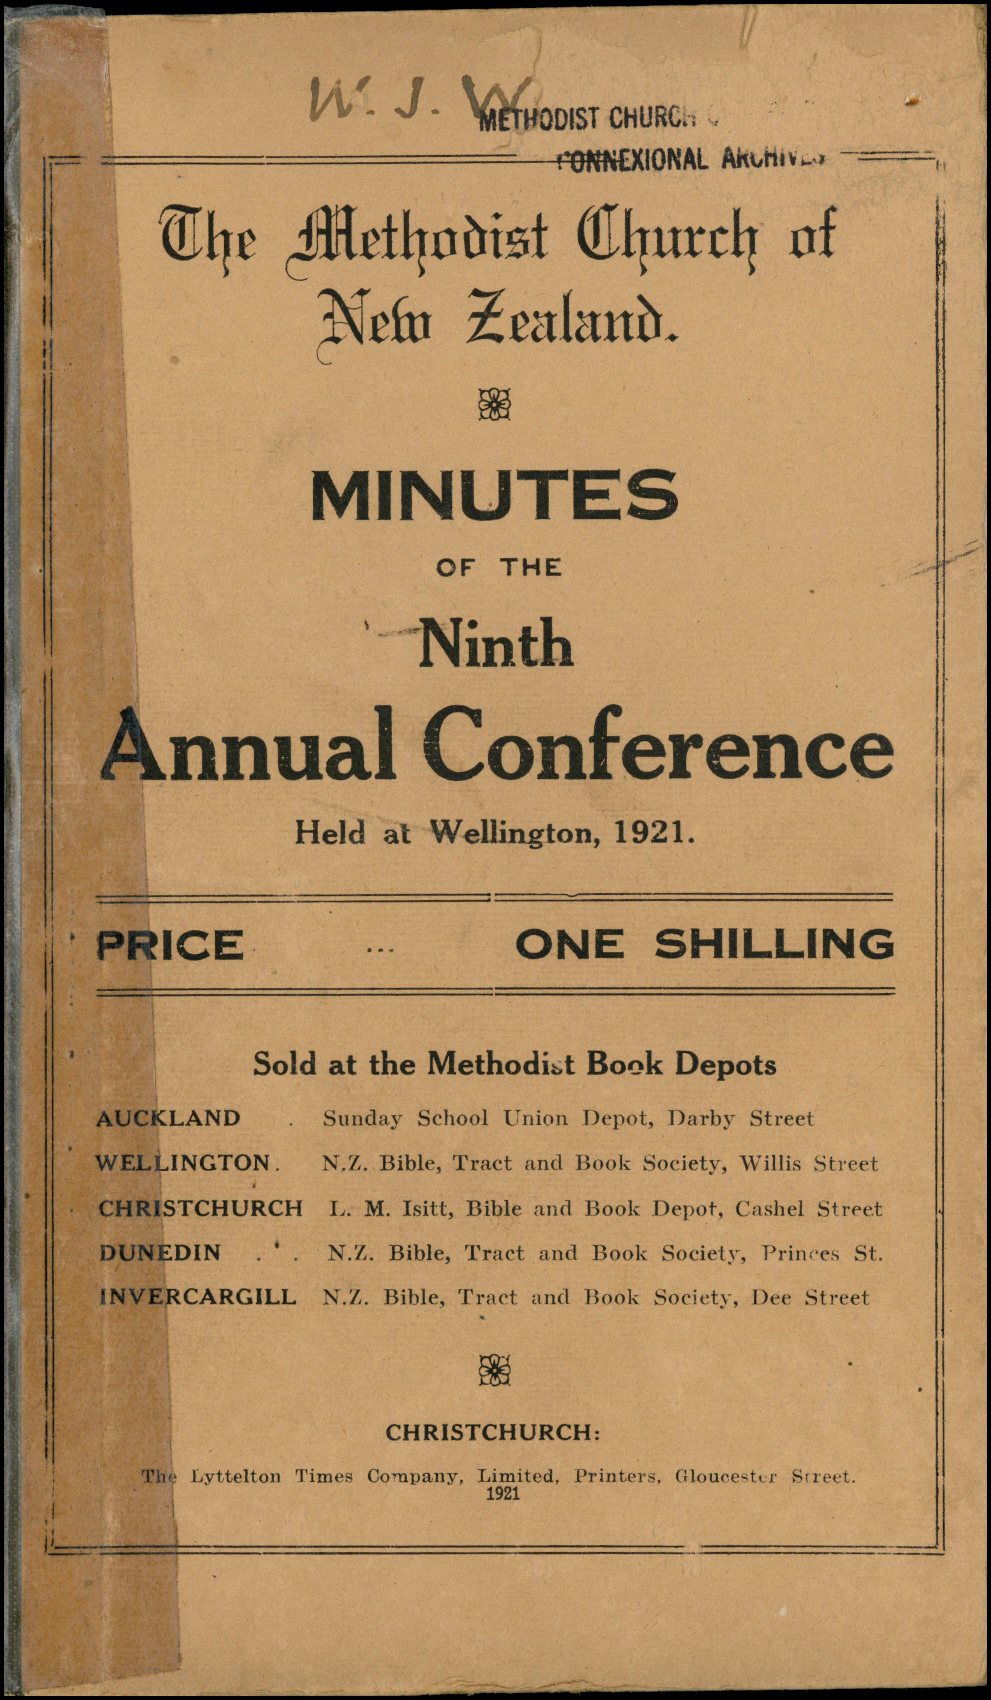 W. J. W
METHODIST CHURCH
CONNEXIONAL ARCHIVES
The Methodist Church of
New Zealand.
MINUTES
OF THE
Ninth
Annual Conference
Held at Wellington, 1921.
PRICE ... ONE SHILLING
Sold at the Methodist Book Depots
AUCKLAND . Sunday School Union Depot, Darby Street
WELLINGTON . N.Z. Bible, Tract and Book Society, Willis Street
CHRISTCHURCH L. M. Isitt, Bible and Book Depot, Cashel Street
DUNEDIN . . N.Z. Bible, Tract and Book Society, Princes St.
INVERCARGILL N.Z. Bible, Tract and Book Society, Dee Street
CHRISTCHURCH:
The Lyttelton Times Company, Limited, Printers, Gloucester Street.
1921